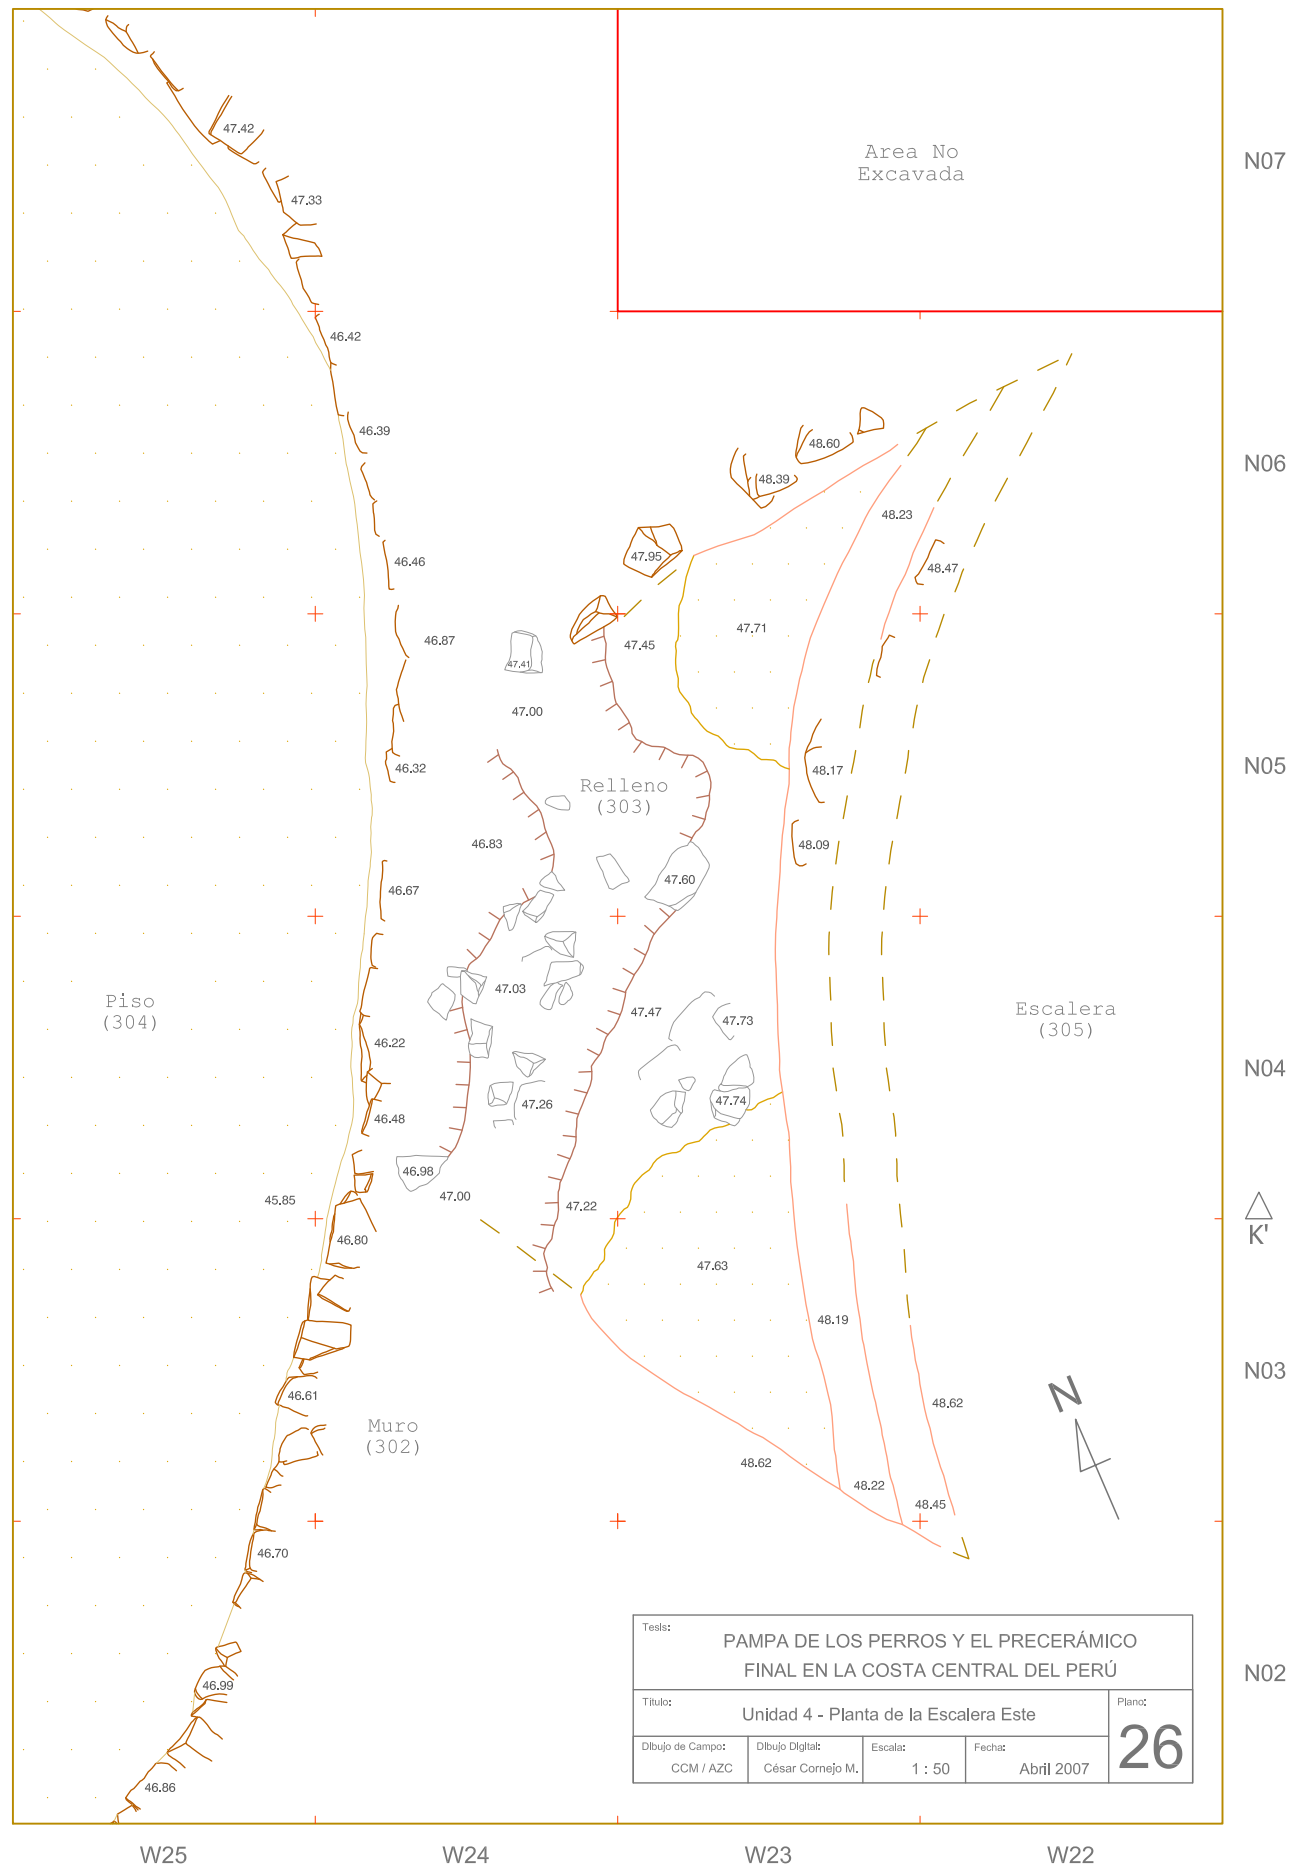 47.42
Area No
Excavada
N07
47.33
46.42
46.39
48.60
N06
48.39
48.23
47.95
46.46
48.47
47.71
46.87
47.45
47.41
47.00
N05
46.32
48.17
Relleno
(303)
46.83
48.09
47.60
46.67
47.03
Piso
(304)
47.47
47.73
Escalera
(305)
46.22
N04
47.26
47.74
46.48
46.98
47.00
45.85
47.22
K'
46.80
47.63
48.19
N03
N
46.61
48.62
Muro
(302)
48.62
48.22
48.45
46.70
Tesis:
PAMPA DE LOS PERROS Y EL PRECERÁMICO
FINAL EN LA COSTA CENTRAL DEL PERÚ
N02
46.99
Título:
Unidad 4 - Planta de la Escalera Este
Plano:
26
Dibujo de Campo:
CCM / AZC
Dibujo Digital:
César Cornejo M.
Escala:
1 : 50
Fecha:
Abril 2007
46.86
W25
W24
W23
W22